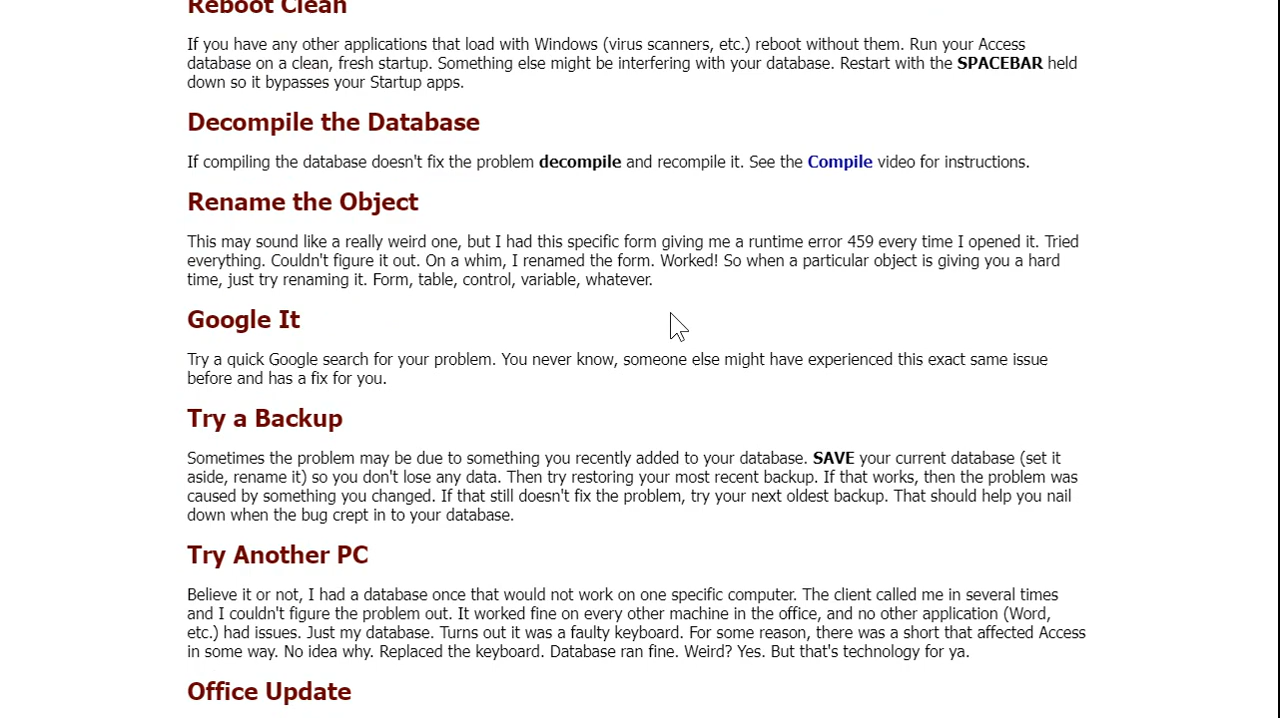 Reboot Clean
If you have any other applications that load with Windows (virus scanners, etc.) reboot without them. Run your Access
database on a clean, fresh startup. Something else might be interfering with your database. Restart with the SPACEBAR held
down so it bypasses your Startup apps.
Decompile the Database
If compiling the database doesn't fix the problem decompile and recompile it. See the Compile video for instructions.
Rename the Object
This may sound like a really weird one, but I had this specific form giving me a runtime error 459 every time I opened it. Tried
everything. Couldn't figure it out. On a whim, I renamed the form. Worked! So when a particular object is giving you a hard
time, just try renaming it. Form, table, control, variable, whatever.
Google It
Try a quick Google search for your problem. You never know, someone else might have experienced this exact same issue
before and has a fix for you.
Try a Backup
Sometimes the problem may be due to something you recently added to your database. SAVE your current database (set it
aside, rename it) so you don't lose any data. Then try restoring your most recent backup. If that works, then the problem was
caused by something you changed. If that still doesn't fix the problem, try your next oldest backup. That should help you nail
down when the bug crept in to your database.
Try Another PC
Believe it or not, I had a database once that would not work on one specific computer. The client called me in several times
and I couldn't figure the problem out. It worked fine on every other machine in the office, and no other application (Word,
etc.) had issues. Just my database. Turns out it was a faulty keyboard. For some reason, there was a short that affected Access
in some way. No idea why. Replaced the keyboard. Database ran fine. Weird? Yes. But that's technology for ya.
Office Update